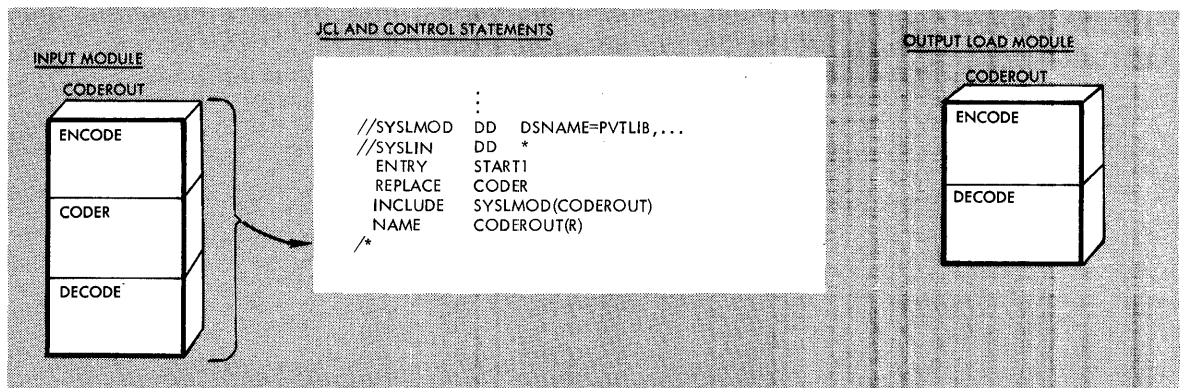 INPUT MODULE
CODEROUT
ENCODE
CODER
DECODE
JCL AND CONTROL STATEMENTS
//SYSLMOD DD DSNAME=PVTLIB,...
//SYSLIN DD *
ENTRY START1
REPLACE CODER
INCLUDE SYSLMOD(CODEROUT)
NAME CODEROUT(R)
/*
OUTPUT LOAD MODULE
CODEROUT
ENCODE
DECODE